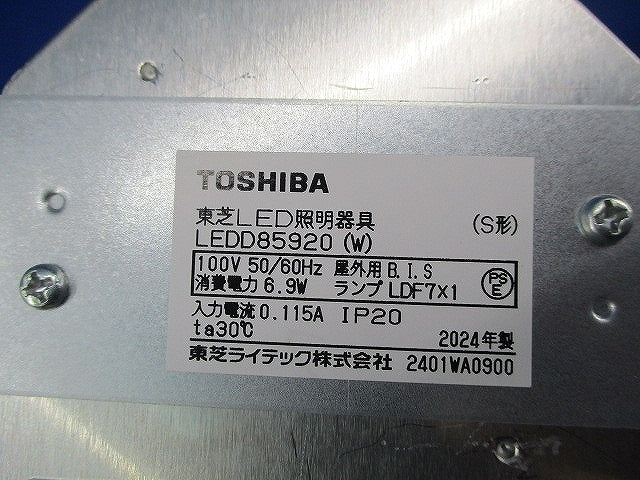 TOSHIBA
東芝LED照明器具 (S形)
LEDD85920 (W)
100V 50/60Hz 屋外用 B.I.S
消費電力 6.9W ランプ LDF7X1
PS E
入力電流 0.115A IP20
ta30℃ 2024年製
東芝ライテック株式会社 2401WA0900